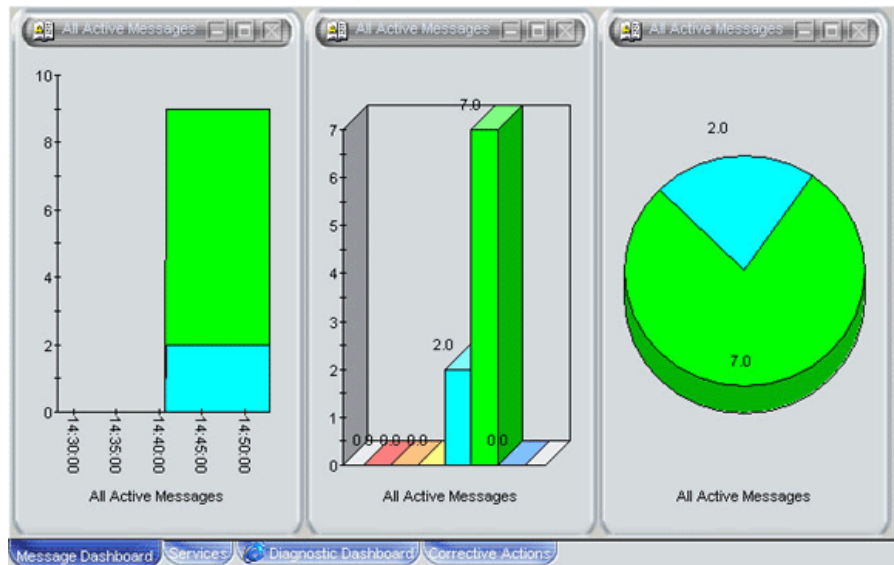 All Active Messages
10
8
6
4
2
0
14:30:00
14:35:00
14:40:00
14:45:00
14:50:00
All Active Messages
All Active Messages
7.0
7
6
5
4
3
2
1
0
2.0
0.0
0.0
0.0
0.0
All Active Messages
All Active Messages
2.0
7.0
All Active Messages
Message Dashboard
Services
Diagnostic Dashboard
Corrective Actions